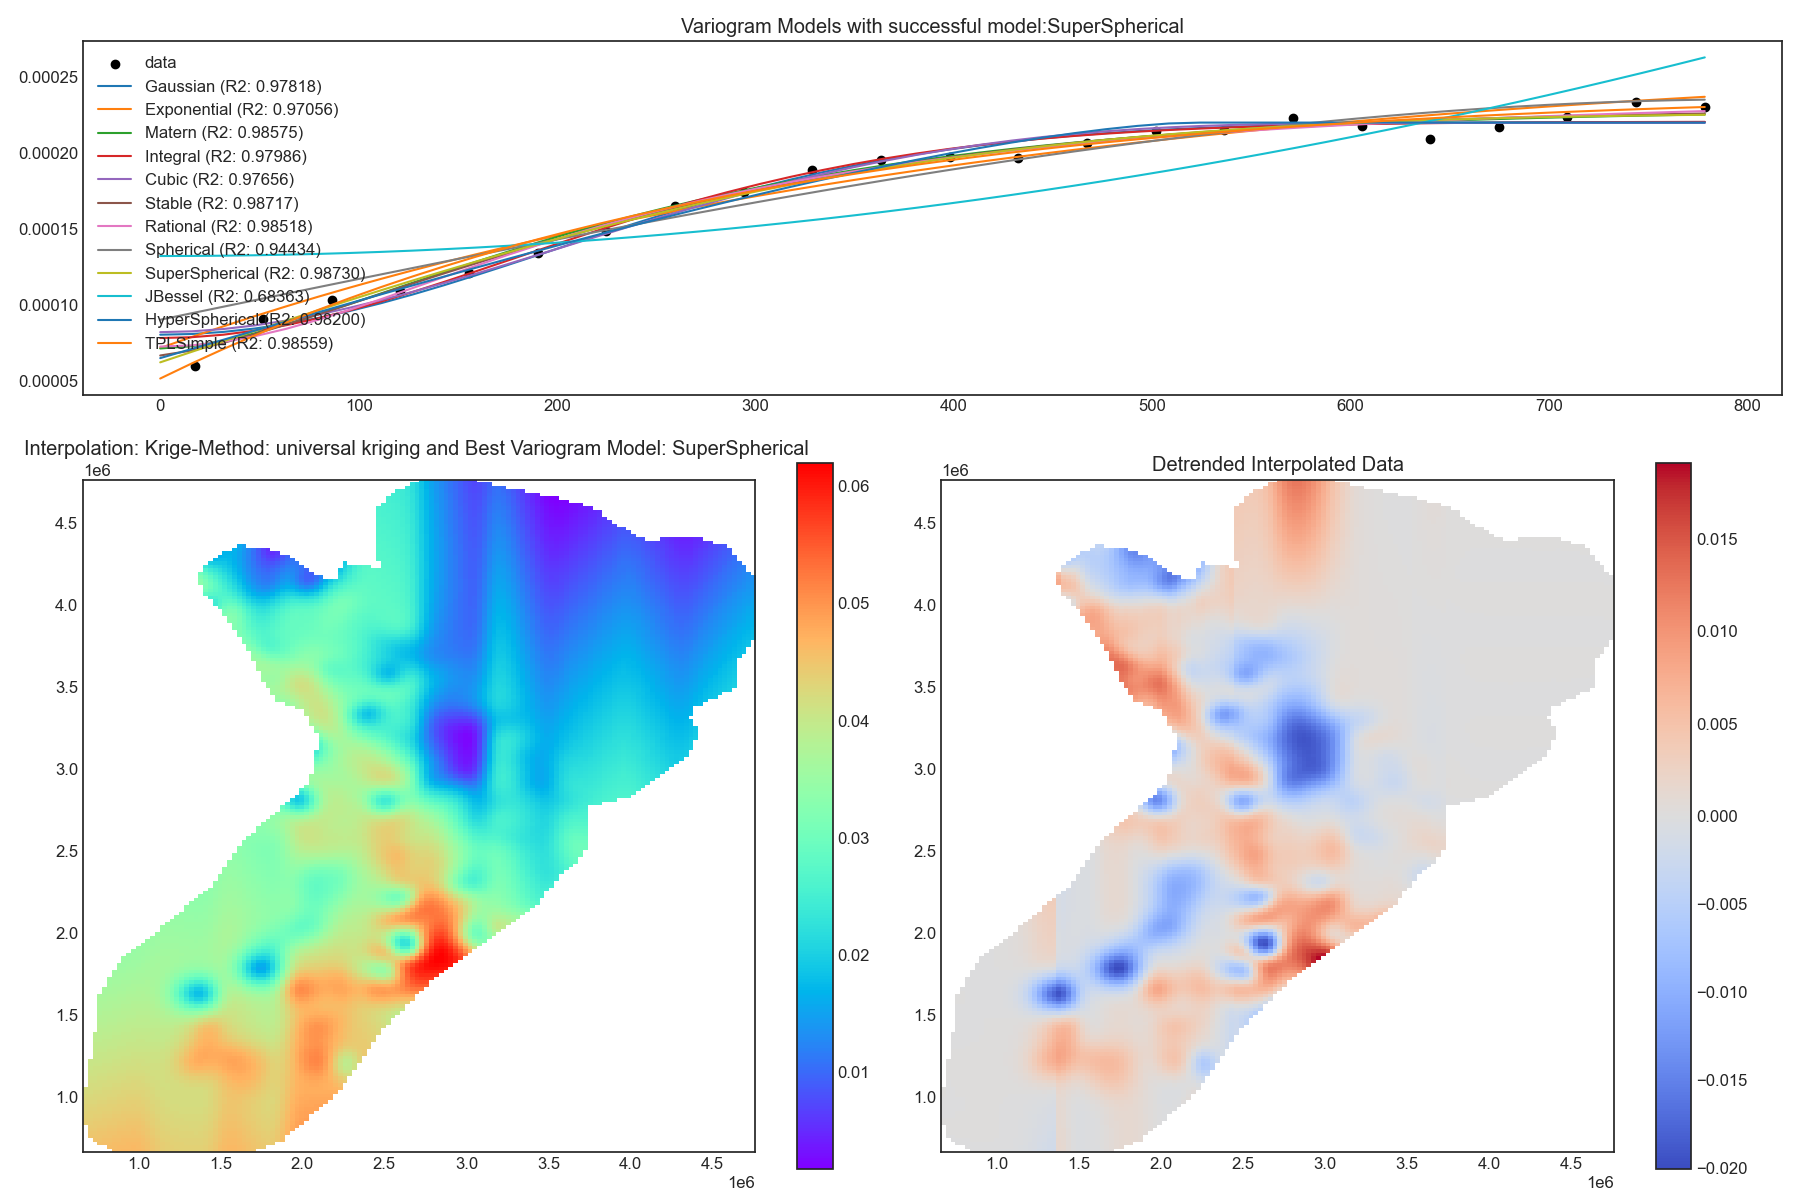 Variogram Models with successful model:SuperSpherical
0.00025
0.00020
0.00015
0.00010
0.00005
data
Gaussian (R2: 0.97818)
Exponential (R2: 0.97056)
Matern (R2: 0.98575)
Integral (R2: 0.97986)
Cubic (R2: 0.97656)
Stable (R2: 0.98717)
Rational (R2: 0.98518)
Spherical (R2: 0.94434)
SuperSpherical (R2: 0.98730)
JBessel (R2: 0.68363)
HyperSpherical (R2: 0.98200)
TPLSimple (R2: 0.98559)
0 100 200 300 400 500 600 700 800
Interpolation: Krige-Method: universal kriging and Best Variogram Model: SuperSpherical
1e6
4.5
4.0
3.5
3.0
2.5
2.0
1.5
1.0
1.0 1.5 2.0 2.5 3.0 3.5 4.0 4.5
1e6
0.06
0.05
0.04
0.03
0.02
0.01
Detrended Interpolated Data
1e6
4.5
4.0
3.5
3.0
2.5
2.0
1.5
1.0
1.0 1.5 2.0 2.5 3.0 3.5 4.0 4.5
1e6
0.015
0.010
0.005
0.000
−0.005
−0.010
−0.015
−0.020